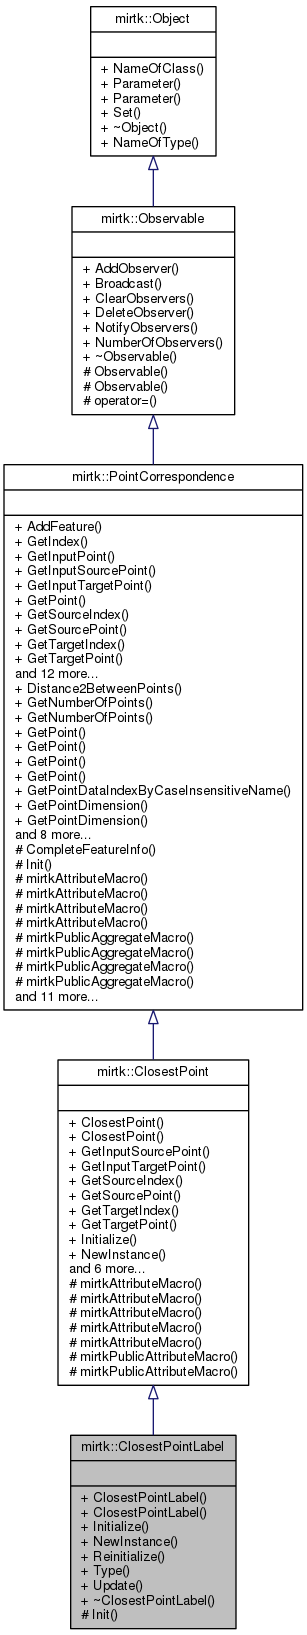 mirtk::Object
+ NameOfClass()
+ Parameter()
+ Parameter()
+ Set()
+ ~Object()
+ NameOfType()
mirtk::Observable
+ AddObserver()
+ Broadcast()
+ ClearObservers()
+ DeleteObserver()
+ NotifyObservers()
+ NumberOfObservers()
+ ~Observable()
# Observable()
# Observable()
# operator=()
mirtk::PointCorrespondence
+ AddFeature()
+ GetIndex()
+ GetInputPoint()
+ GetInputSourcePoint()
+ GetInputTargetPoint()
+ GetPoint()
+ GetSourceIndex()
+ GetSourcePoint()
+ GetTargetIndex()
+ GetTargetPoint()
and 12 more...
+ Distance2BetweenPoints()
+ GetNumberOfPoints()
+ GetNumberOfPoints()
+ GetPoint()
+ GetPoint()
+ GetPoint()
+ GetPoint()
+ GetPointDataIndexByCaseInsensitiveName()
+ GetPointDimension()
+ GetPointDimension()
and 8 more...
# CompleteFeatureInfo()
# Init()
# mirtkAttributeMacro()
# mirtkAttributeMacro()
# mirtkAttributeMacro()
# mirtkAttributeMacro()
# mirtkPublicAggregateMacro()
# mirtkPublicAggregateMacro()
# mirtkPublicAggregateMacro()
# mirtkPublicAggregateMacro()
and 11 more...
mirtk::ClosestPoint
+ ClosestPoint()
+ ClosestPoint()
+ GetInputSourcePoint()
+ GetInputTargetPoint()
+ GetSourceIndex()
+ GetSourcePoint()
+ GetTargetIndex()
+ GetTargetPoint()
+ Initialize()
+ NewInstance()
and 6 more...
# mirtkAttributeMacro()
# mirtkAttributeMacro()
# mirtkAttributeMacro()
# mirtkAttributeMacro()
# mirtkAttributeMacro()
# mirtkPublicAttributeMacro()
# mirtkPublicAttributeMacro()
mirtk::ClosestPointLabel
+ ClosestPointLabel()
+ ClosestPointLabel()
+ Initialize()
+ NewInstance()
+ Reinitialize()
+ Type()
+ Update()
+ ~ClosestPointLabel()
# Init()